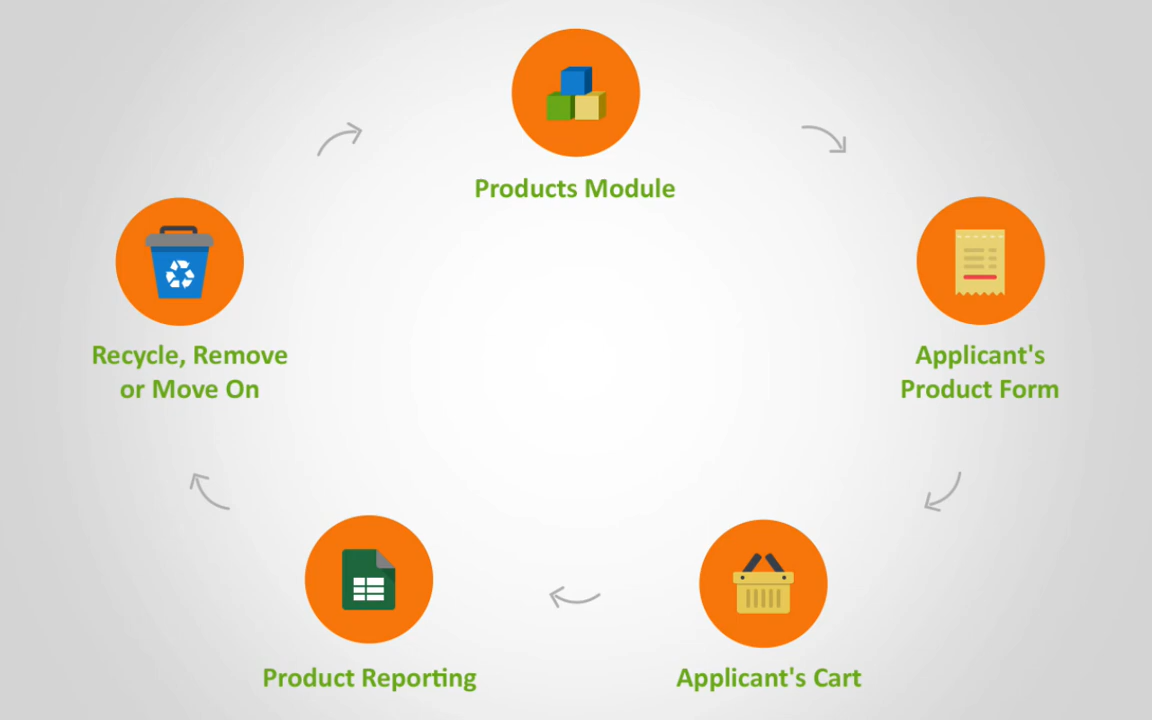 Products Module
Applicant's
Product Form
Applicant's Cart
Product Reporting
Recycle, Remove
or Move On